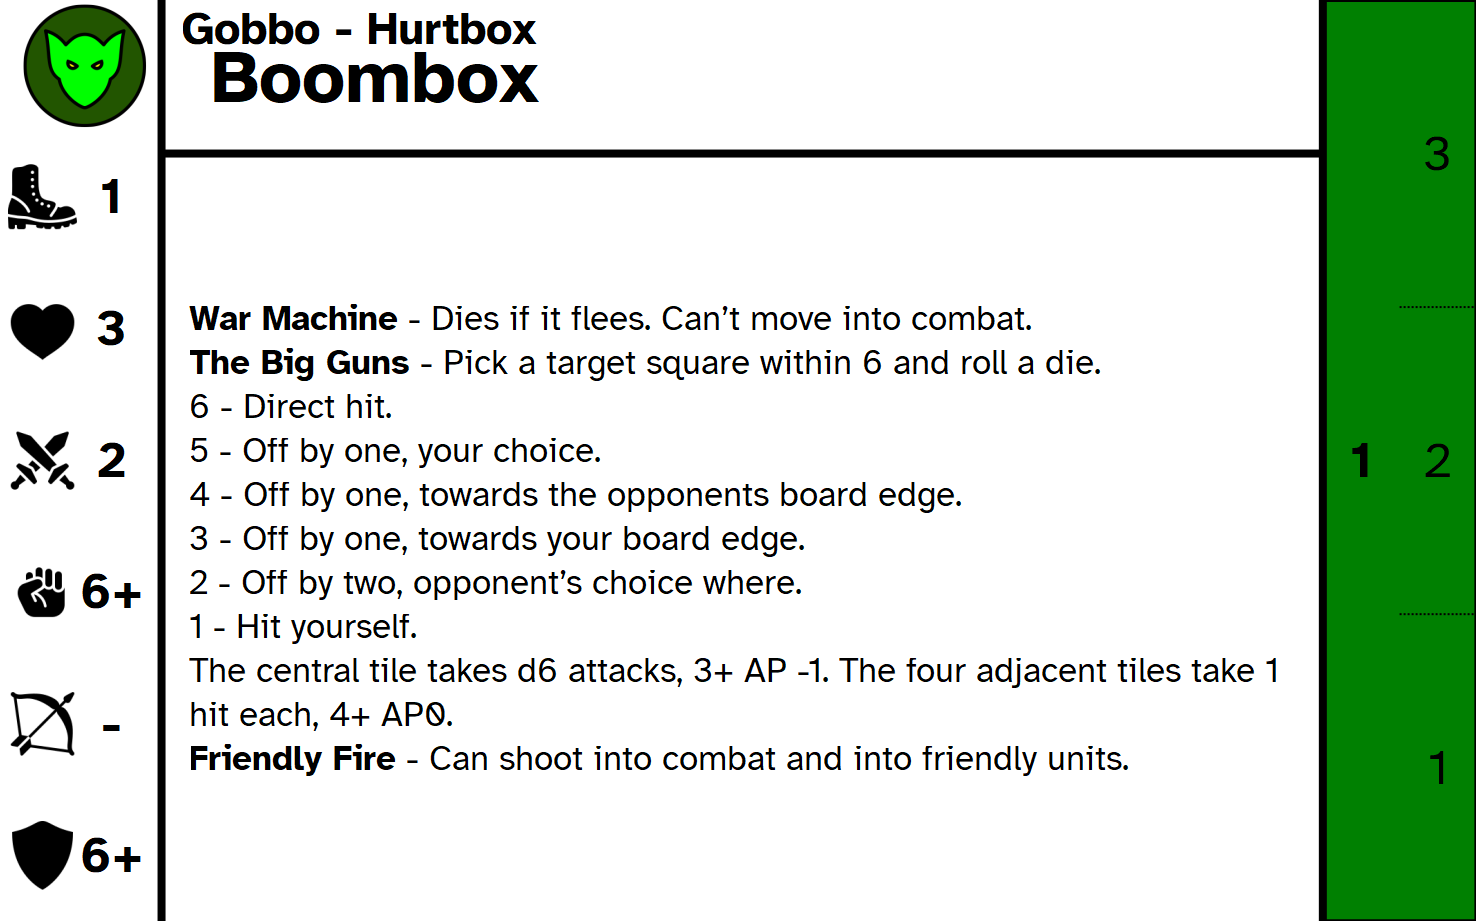 Gobbo - Hurtbox
Boombox
1
3
2
6+
-
6+
War Machine - Dies if it flees. Can’t move into combat.
The Big Guns - Pick a target square within 6 and roll a die.
6 - Direct hit.
5 - Off by one, your choice.
4 - Off by one, towards the opponents board edge.
3 - Off by one, towards your board edge.
2 - Off by two, opponent’s choice where.
1 - Hit yourself.
The central tile takes d6 attacks, 3+ AP -1. The four adjacent tiles take 1
hit each, 4+ AP0.
Friendly Fire - Can shoot into combat and into friendly units.
3
1 2
1